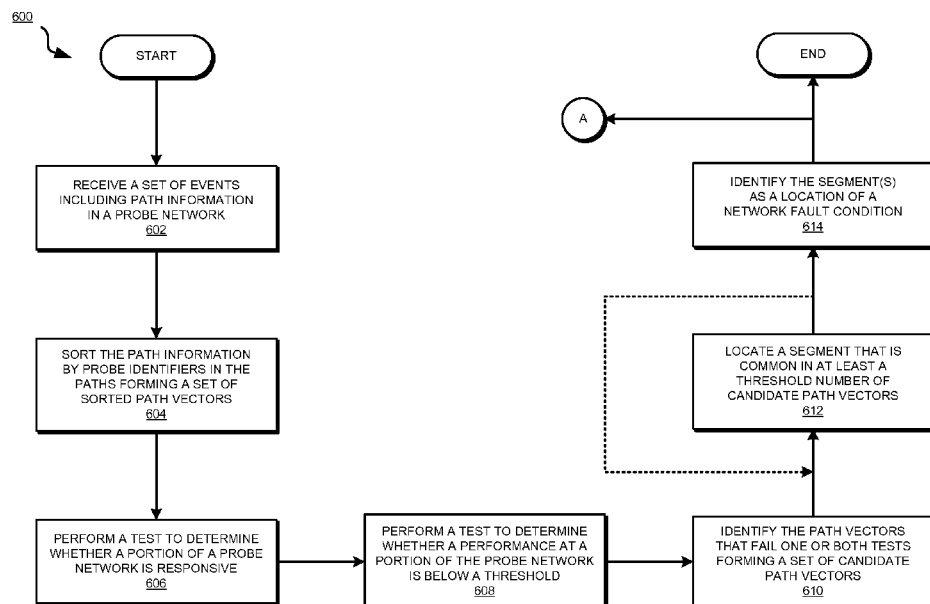 600
START
RECEIVE A SET OF EVENTS
INCLUDING PATH INFORMATION
IN A PROBE NETWORK
602
SORT THE PATH INFORMATION
BY PROBE IDENTIFIERS IN THE
PATHS FORMING A SET OF
SORTED PATH VECTORS
604
PERFORM A TEST TO DETERMINE
WHETHER A PORTION OF A PROBE
NETWORK IS RESPONSIVE
606
PERFORM A TEST TO DETERMINE
WHETHER A PERFORMANCE AT A
PORTION OF THE PROBE NETWORK
IS BELOW A THRESHOLD
608
IDENTIFY THE PATH VECTORS
THAT FAIL ONE OR BOTH TESTS
FORMING A SET OF CANDIDATE
PATH VECTORS
610
LOCATE A SEGMENT THAT IS
COMMON IN AT LEAST A
THRESHOLD NUMBER OF
CANDIDATE PATH VECTORS
612
IDENTIFY THE SEGMENT(S)
AS A LOCATION OF A
NETWORK FAULT CONDITION
614
A
END